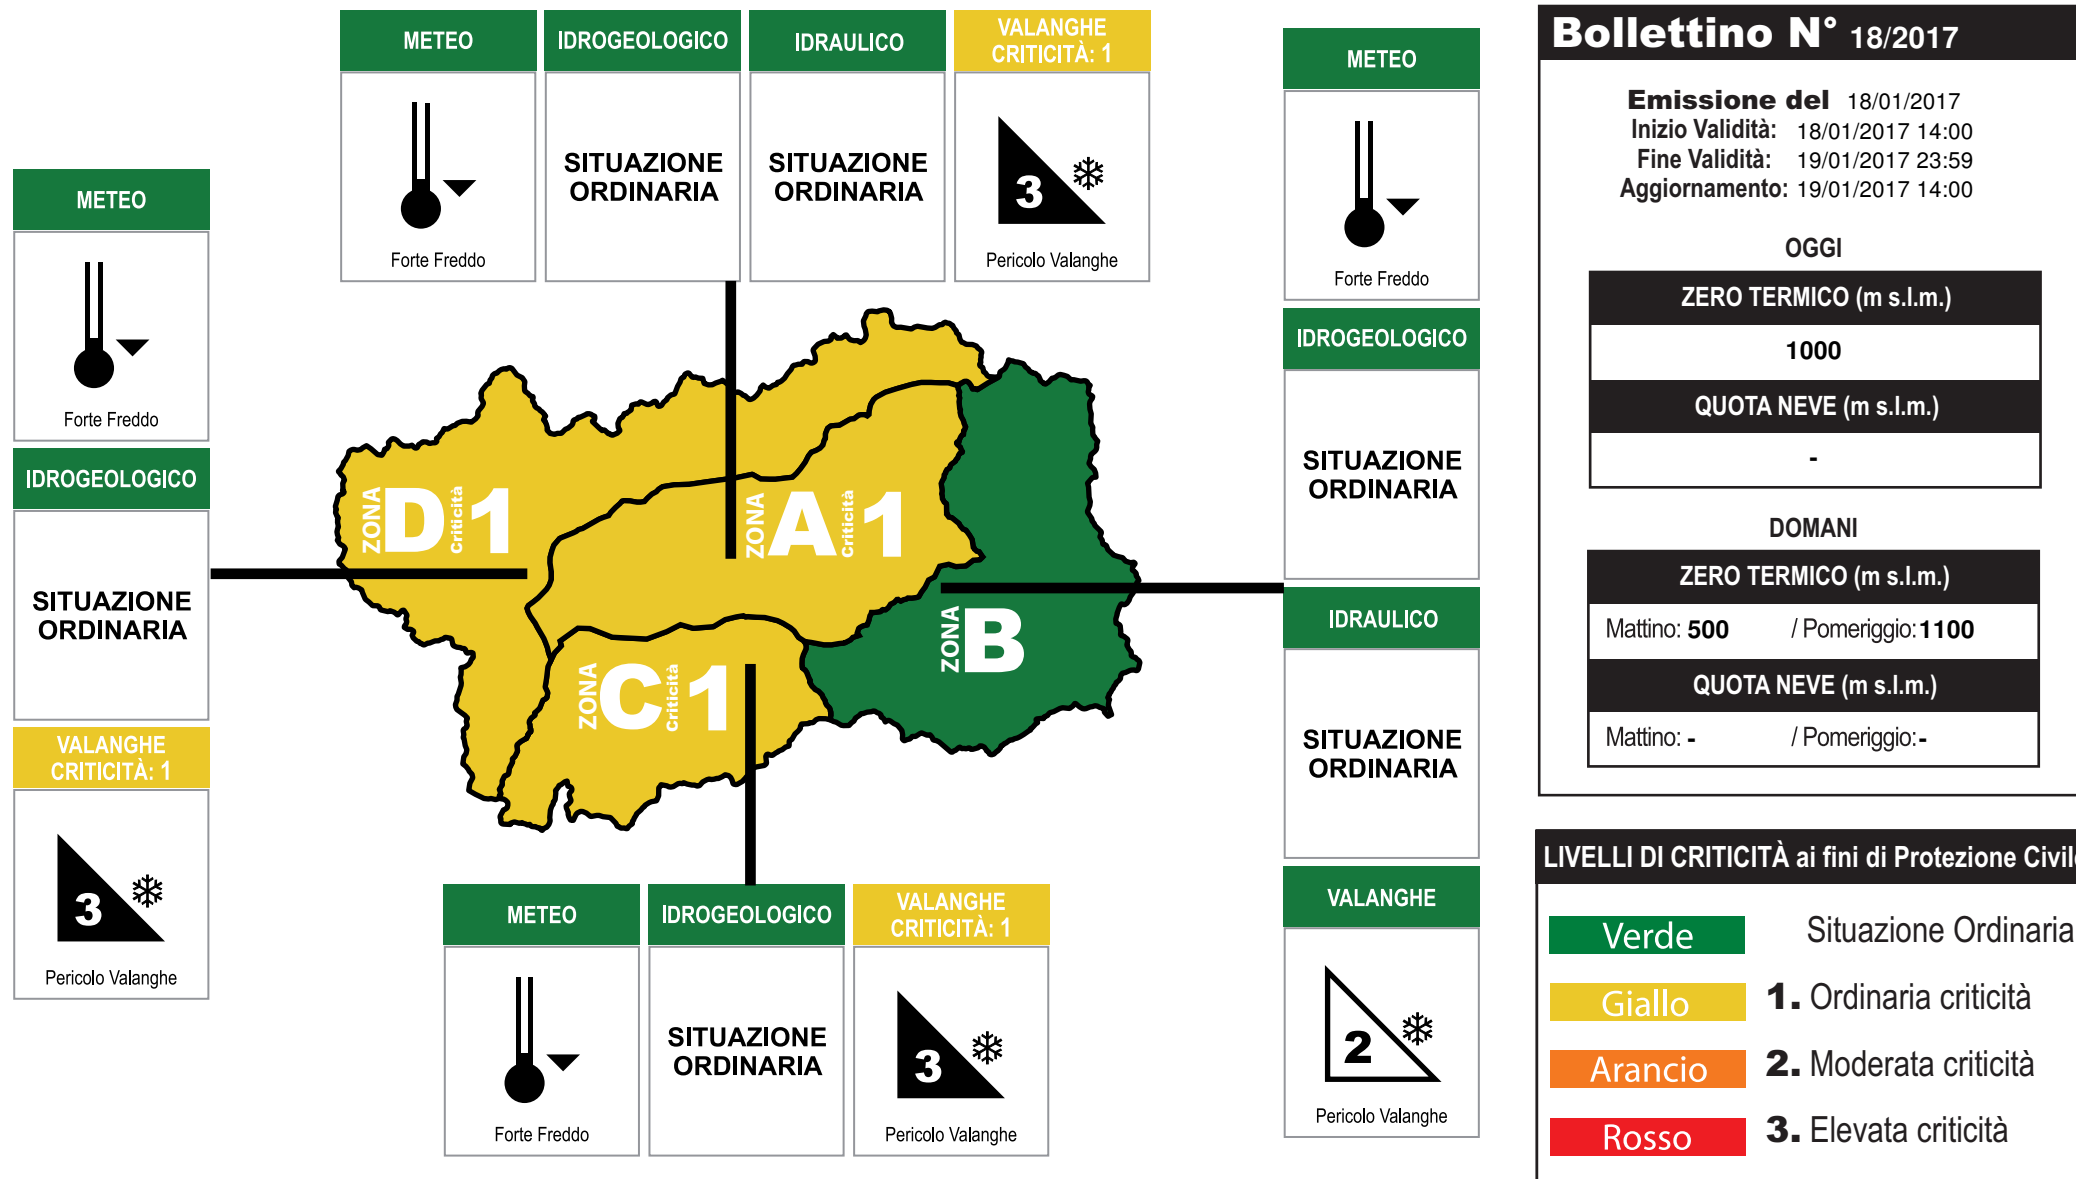 METEO
Forte Freddo
IDROGEOLOGICO
SITUAZIONE
ORDINARIA
VALANGHE
CRITICITÀ: 1
3
Pericolo Valanghe
METEO
Forte Freddo
IDROGEOLOGICO
SITUAZIONE
ORDINARIA
IDRAULICO
SITUAZIONE
ORDINARIA
VALANGHE
CRITICITÀ: 1
3
Pericolo Valanghe
ZONA D Criticità 1
ZONA A Criticità 1
ZONA B
ZONA C Criticità 1
METEO
Forte Freddo
IDROGEOLOGICO
SITUAZIONE
ORDINARIA
VALANGHE
CRITICITÀ: 1
3
Pericolo Valanghe
METEO
Forte Freddo
IDROGEOLOGICO
SITUAZIONE
ORDINARIA
IDRAULICO
SITUAZIONE
ORDINARIA
VALANGHE
2
Pericolo Valanghe
Bollettino N° 18/2017
Emissione del 18/01/2017
Inizio Validità: 18/01/2017 14:00
Fine Validità: 19/01/2017 23:59
Aggiornamento: 19/01/2017 14:00
OGGI
ZERO TERMICO (m s.l.m.)
1000
QUOTA NEVE (m s.l.m.)
-
DOMANI
ZERO TERMICO (m s.l.m.)
Mattino: 500 / Pomeriggio: 1100
QUOTA NEVE (m s.l.m.)
Mattino: - / Pomeriggio: -
LIVELLI DI CRITICITÀ ai fini di Protezione Civile
Verde Situazione Ordinaria
Giallo 1. Ordinaria criticità
Arancio 2. Moderata criticità
Rosso 3. Elevata criticità